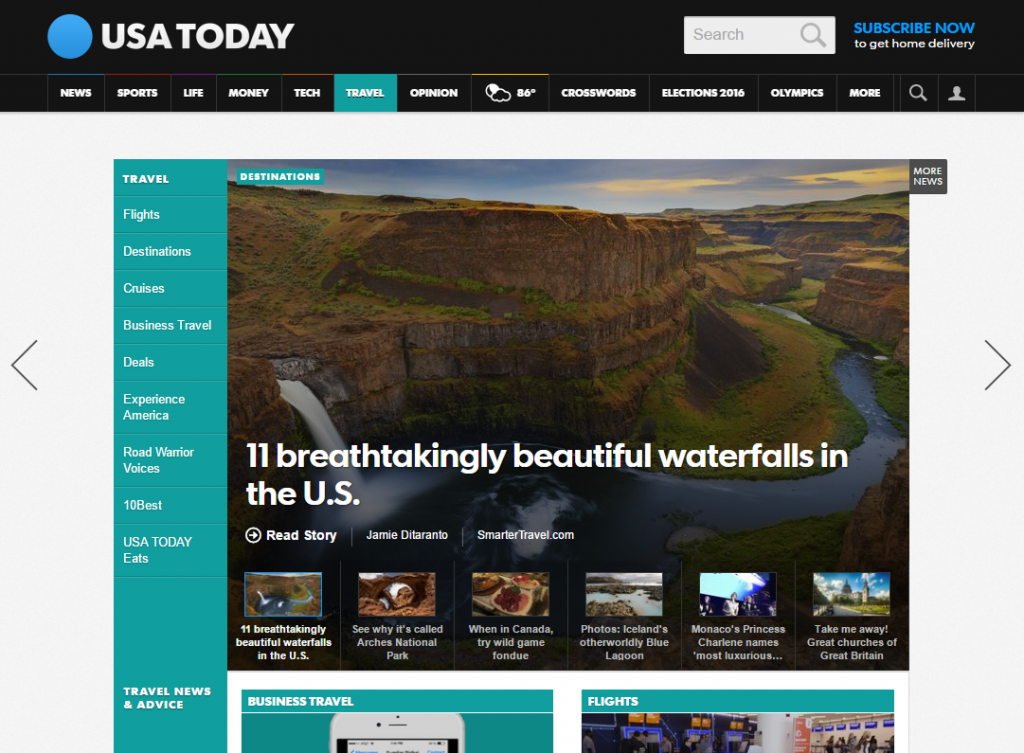 USA TODAY
Search
SUBSCRIBE NOW
to get home delivery
NEWS SPORTS LIFE MONEY TECH TRAVEL OPINION 86° CROSSWORDS ELECTIONS 2016 OLYMPICS MORE
TRAVEL
Flights
Destinations
Cruises
Business Travel
Deals
Experience
America
Road Warrior
Voices
10Best
USA TODAY
Eats
DESTINATIONS
MORE
NEWS
11 breathtakingly beautiful waterfalls in
the U.S.
Read Story Jamie Ditaranto SmarterTravel.com
11 breathtakingly
beautiful waterfalls
in the U.S.
See why it's called
Arches National
Park
When in Canada,
try wild game
fondue
Photos: Iceland's
otherworldly Blue
Lagoon
Monaco's Princess
Charlene names
'most luxurious...
Take me away!
Great churches of
Great Britain
TRAVEL NEWS
& ADVICE
BUSINESS TRAVEL
FLIGHTS